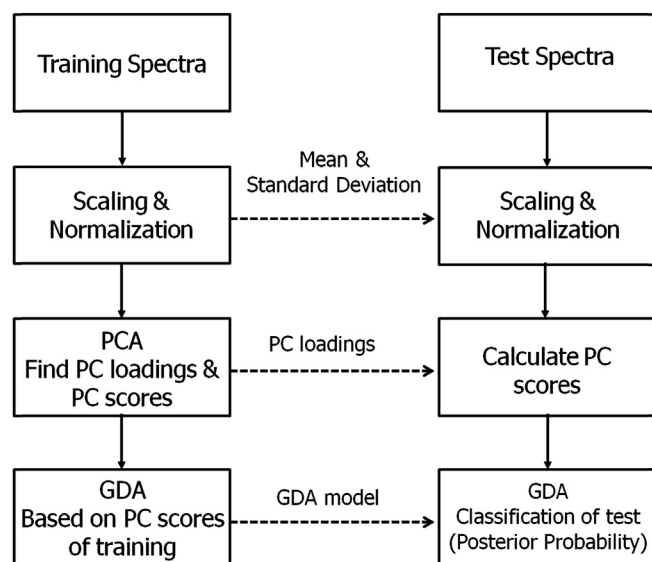 Training Spectra
Test Spectra
Mean &
Standard Deviation
Scaling &
Normalization
Scaling &
Normalization
PCA
Find PC loadings &
PC scores
PC loadings
Calculate PC
scores
GDA
Based on PC scores
of training
GDA model
GDA
Classification of test
(Posterior Probability)